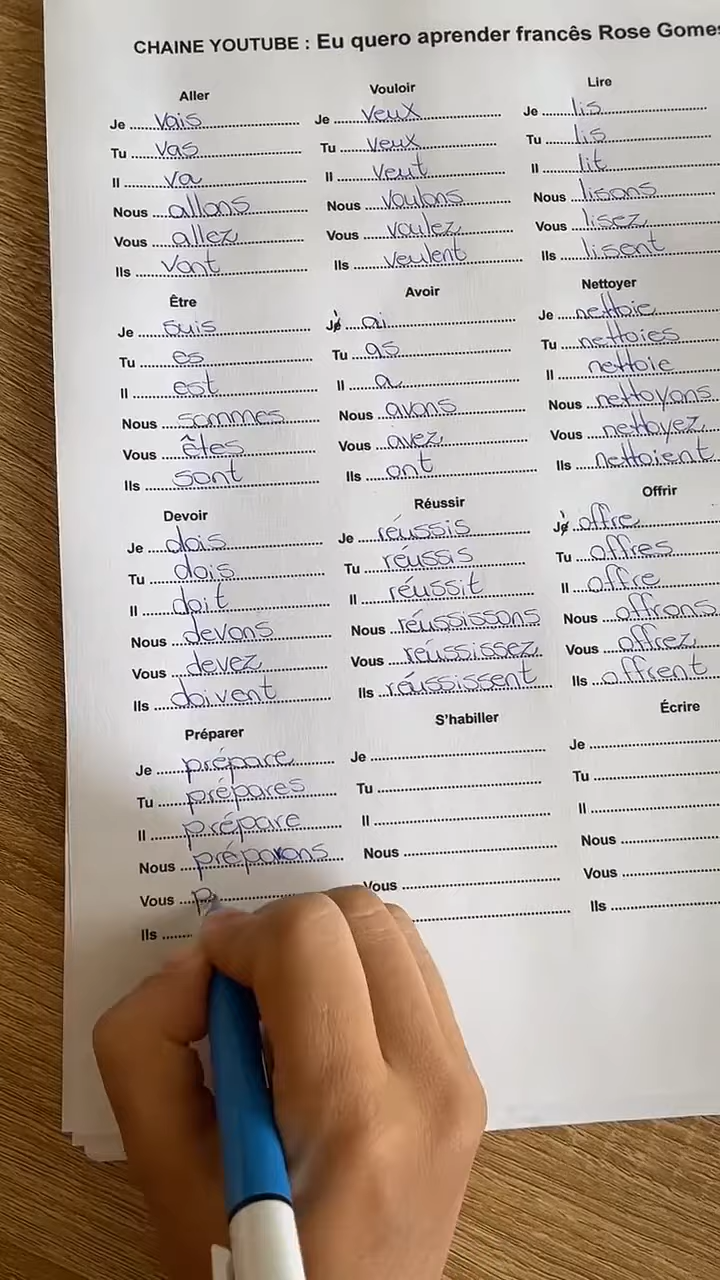 CHAINE YOUTUBE : Eu quero aprender francês Rose Gomes
Aller
Je vais
Tu vas
Il va
Nous allons
Vous allez
Ils vont
Vouloir
Je veux
Tu veux
Il veut
Nous voulons
Vous voulez
Ils veulent
Lire
Je lis
Tu lis
Il lit
Nous lisons
Vous lisez
Ils lisent
Être
Je suis
Tu es
Il est
Nous sommes
Vous êtes
Ils sont
Avoir
J' ai
Tu as
Il a
Nous avons
Vous avez
Ils ont
Nettoyer
Je nettoie
Tu nettoies
Il nettoie
Nous nettoyons
Vous nettoyez
Ils nettoient
Devoir
Je dois
Tu dois
Il doit
Nous devons
Vous devez
Ils doivent
Réussir
Je réussis
Tu réussis
Il réussit
Nous réussissons
Vous réussissez
Ils réussissent
Offrir
J' offre
Tu offres
Il offre
Nous offrons
Vous offrez
Ils offrent
Préparer
Je prépare
Tu prépares
Il prépare
Nous préparons
Vous p
Ils
S'habiller
Je
Tu
Il
Nous
Vous
Écrire
Je
Tu
Il
Nous
Vous
Ils